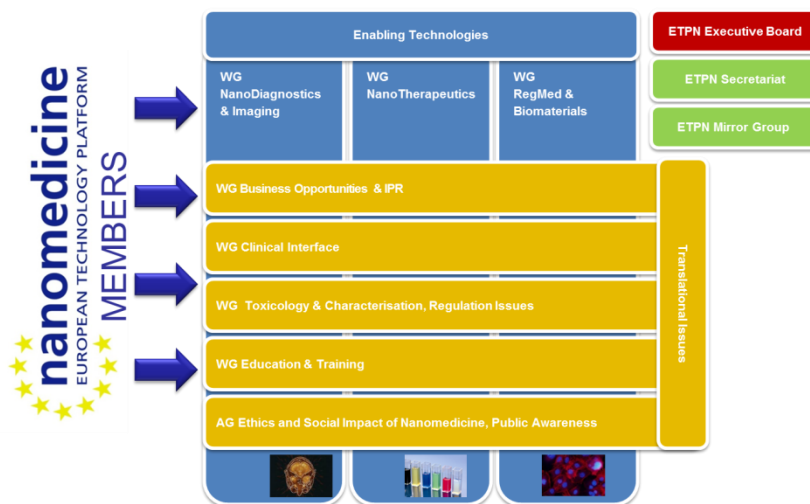 nanomedicine
EUROPEAN TECHNOLOGY PLATFORM
MEMBERS
Enabling Technologies
WG
NanoDiagnostics
& Imaging
WG
NanoTherapeutics
WG
RegMed &
Biomaterials
WG Business Opportunities & IPR
WG Clinical Interface
WG Toxicology & Characterisation, Regulation Issues
WG Education & Training
AG Ethics and Social Impact of Nanomedicine, Public Awareness
Translational Issues
ETPN Executive Board
ETPN Secretariat
ETPN Mirror Group